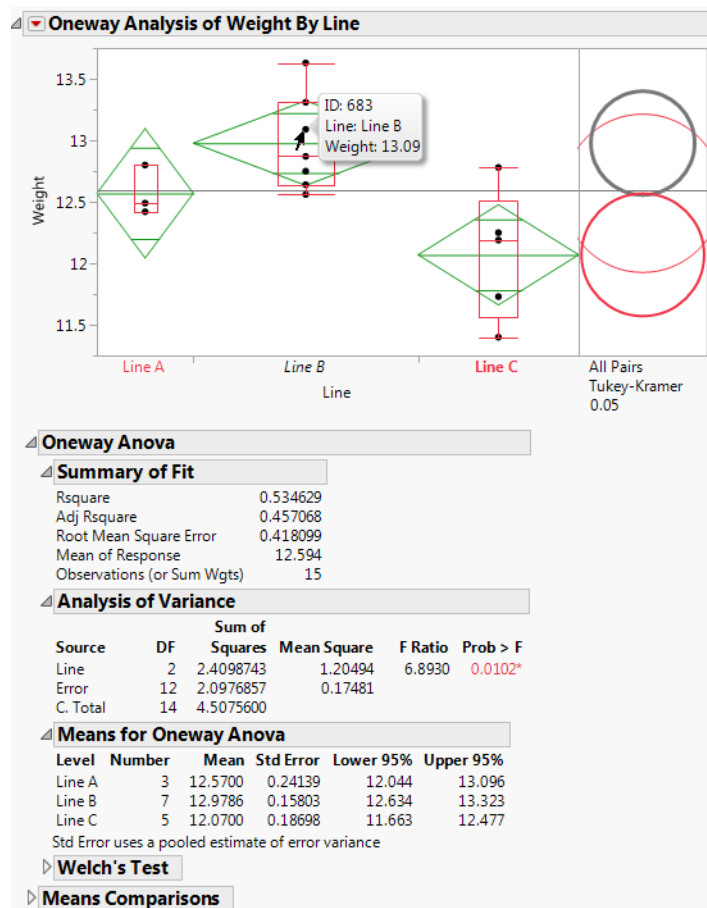 Oneway Analysis of Weight By Line
13.5
13
12.5
12
11.5
Weight
ID: 683
Line: Line B
Weight: 13.09
Line A Line B Line C
Line
All Pairs
Tukey-Kramer
0.05
Oneway Anova
Summary of Fit
Rsquare 0.534629
Adj Rsquare 0.457068
Root Mean Square Error 0.418099
Mean of Response 12.594
Observations (or Sum Wgts) 15
Analysis of Variance
Sum of
Source DF Squares Mean Square F Ratio Prob > F
Line 2 2.4098743 1.20494 6.8930 0.0102*
Error 12 2.0976857 0.17481
C. Total 14 4.5075600
Means for Oneway Anova
Level Number Mean Std Error Lower 95% Upper 95%
Line A 3 12.5700 0.24139 12.044 13.096
Line B 7 12.9786 0.15803 12.634 13.323
Line C 5 12.0700 0.18698 11.663 12.477
Std Error uses a pooled estimate of error variance
Welch's Test
Means Comparisons